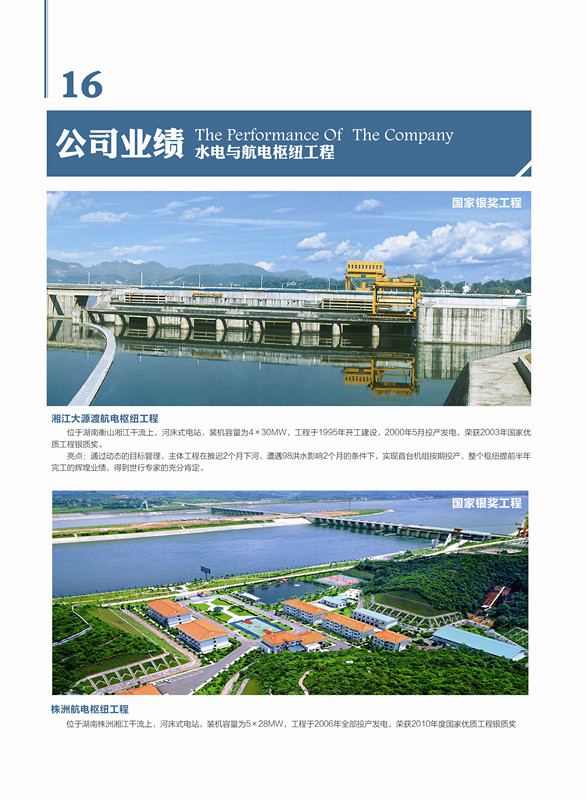 16
公司业绩
The Performance Of The Company
水电与航电枢纽工程
国家银奖工程
湘江大源渡航电枢纽工程
位于湖南衡山湘江干流上，河床式电站，装机容量为4×30MW，工程于1995年开工建设，2000年5月投产发电，荣获2003年国家优
质工程银质奖。
亮点：通过动态的目标管理，主体工程在推迟2个月下河、遭遇98洪水影响2个月的条件下，实现首台机组按期投产、整个枢纽提前半年
完工的辉煌业绩，得到世行专家的充分肯定。
国家银奖工程
株洲航电枢纽工程
位于湖南株洲湘江干流上，河床式电站，装机容量为5×28MW，工程于2006年全部投产发电，荣获2010年度国家优质工程银质奖